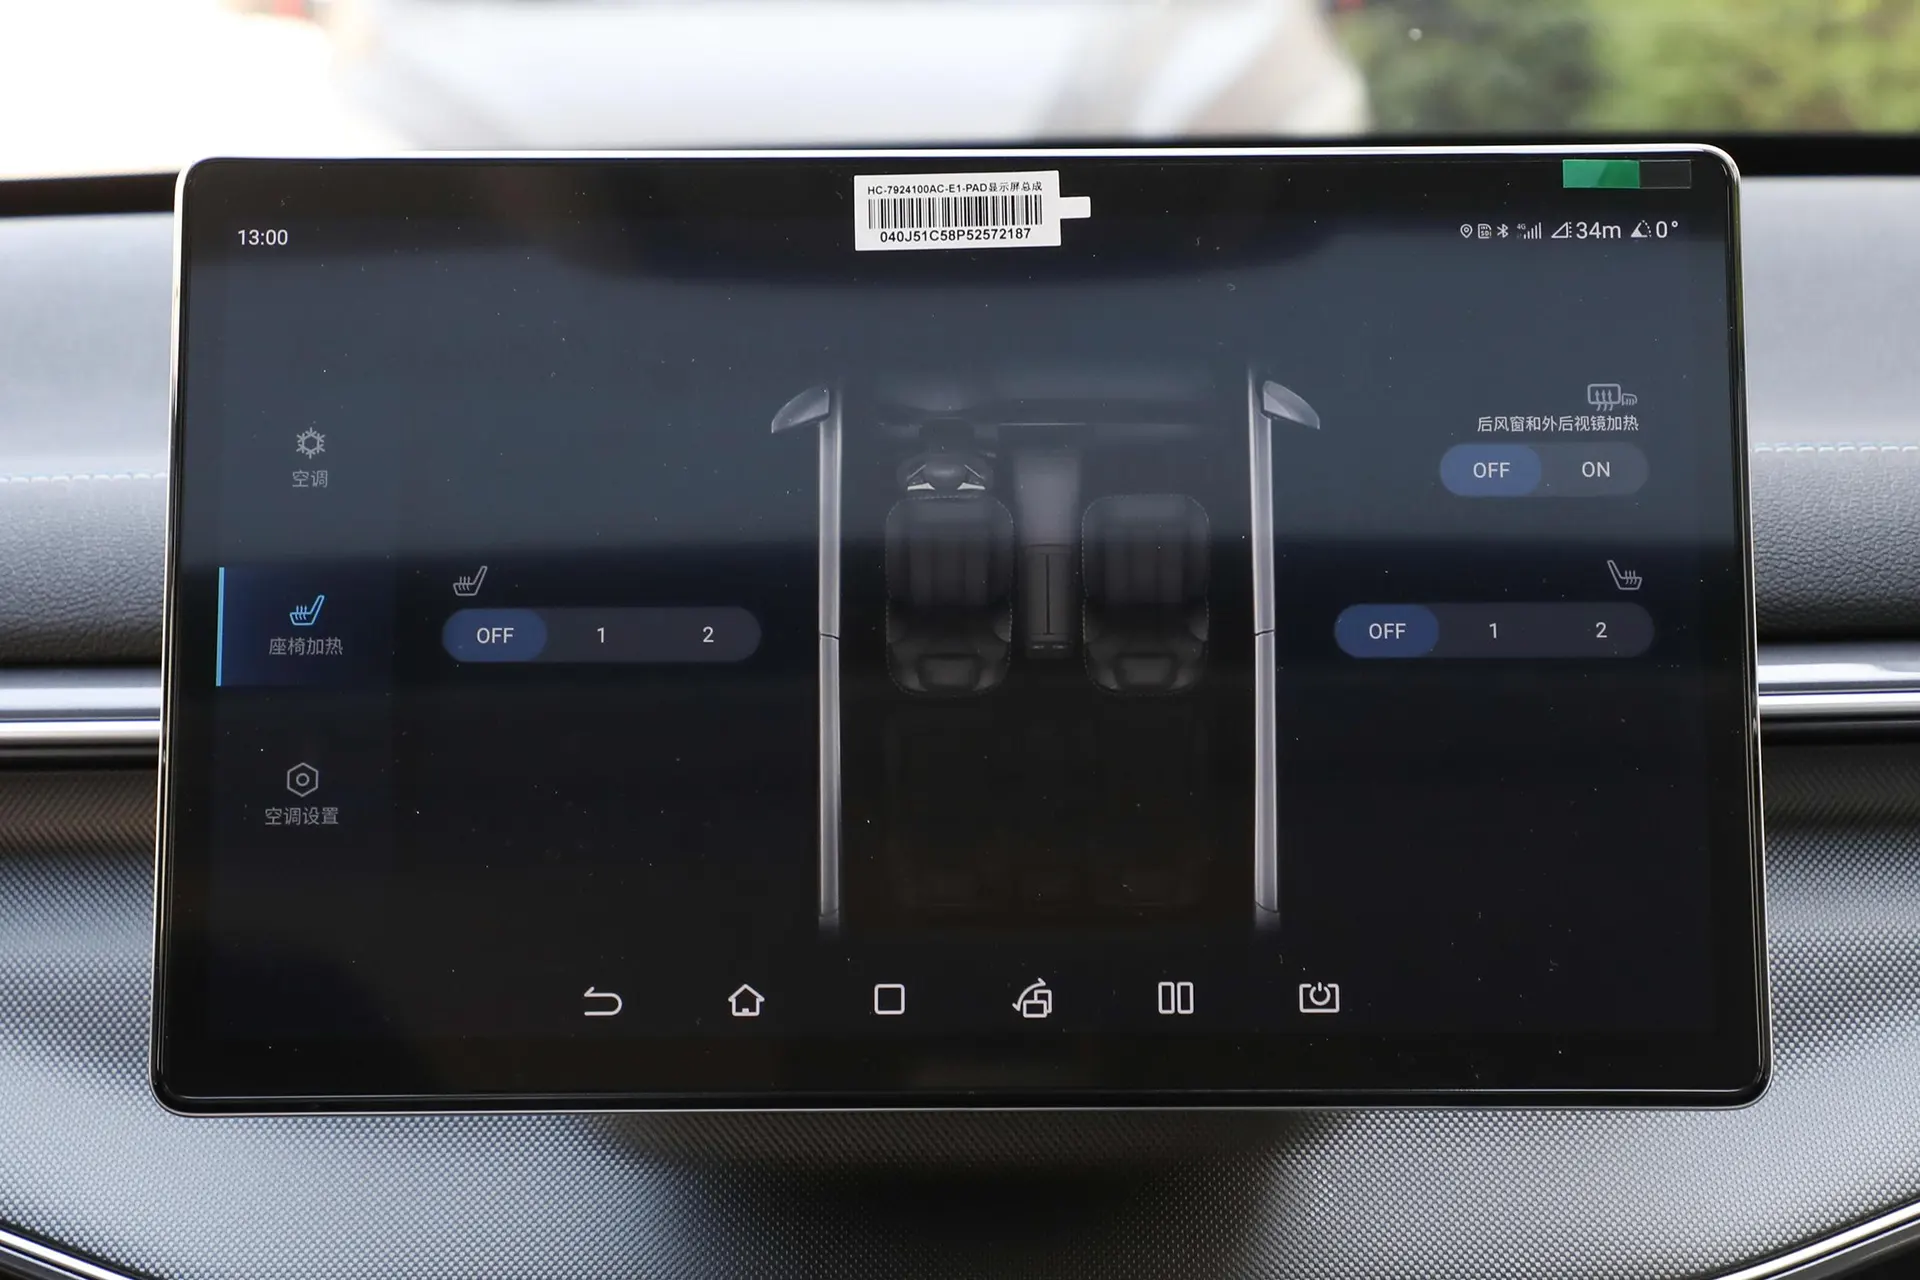 HC-7924100AC-E1-PAD显示屏总成
040J51C58P52572187
13:00
4G 34m 0°
空调
后风窗和外后视镜加热
OFF ON
座椅加热
OFF 1 2
OFF 1 2
空调设置